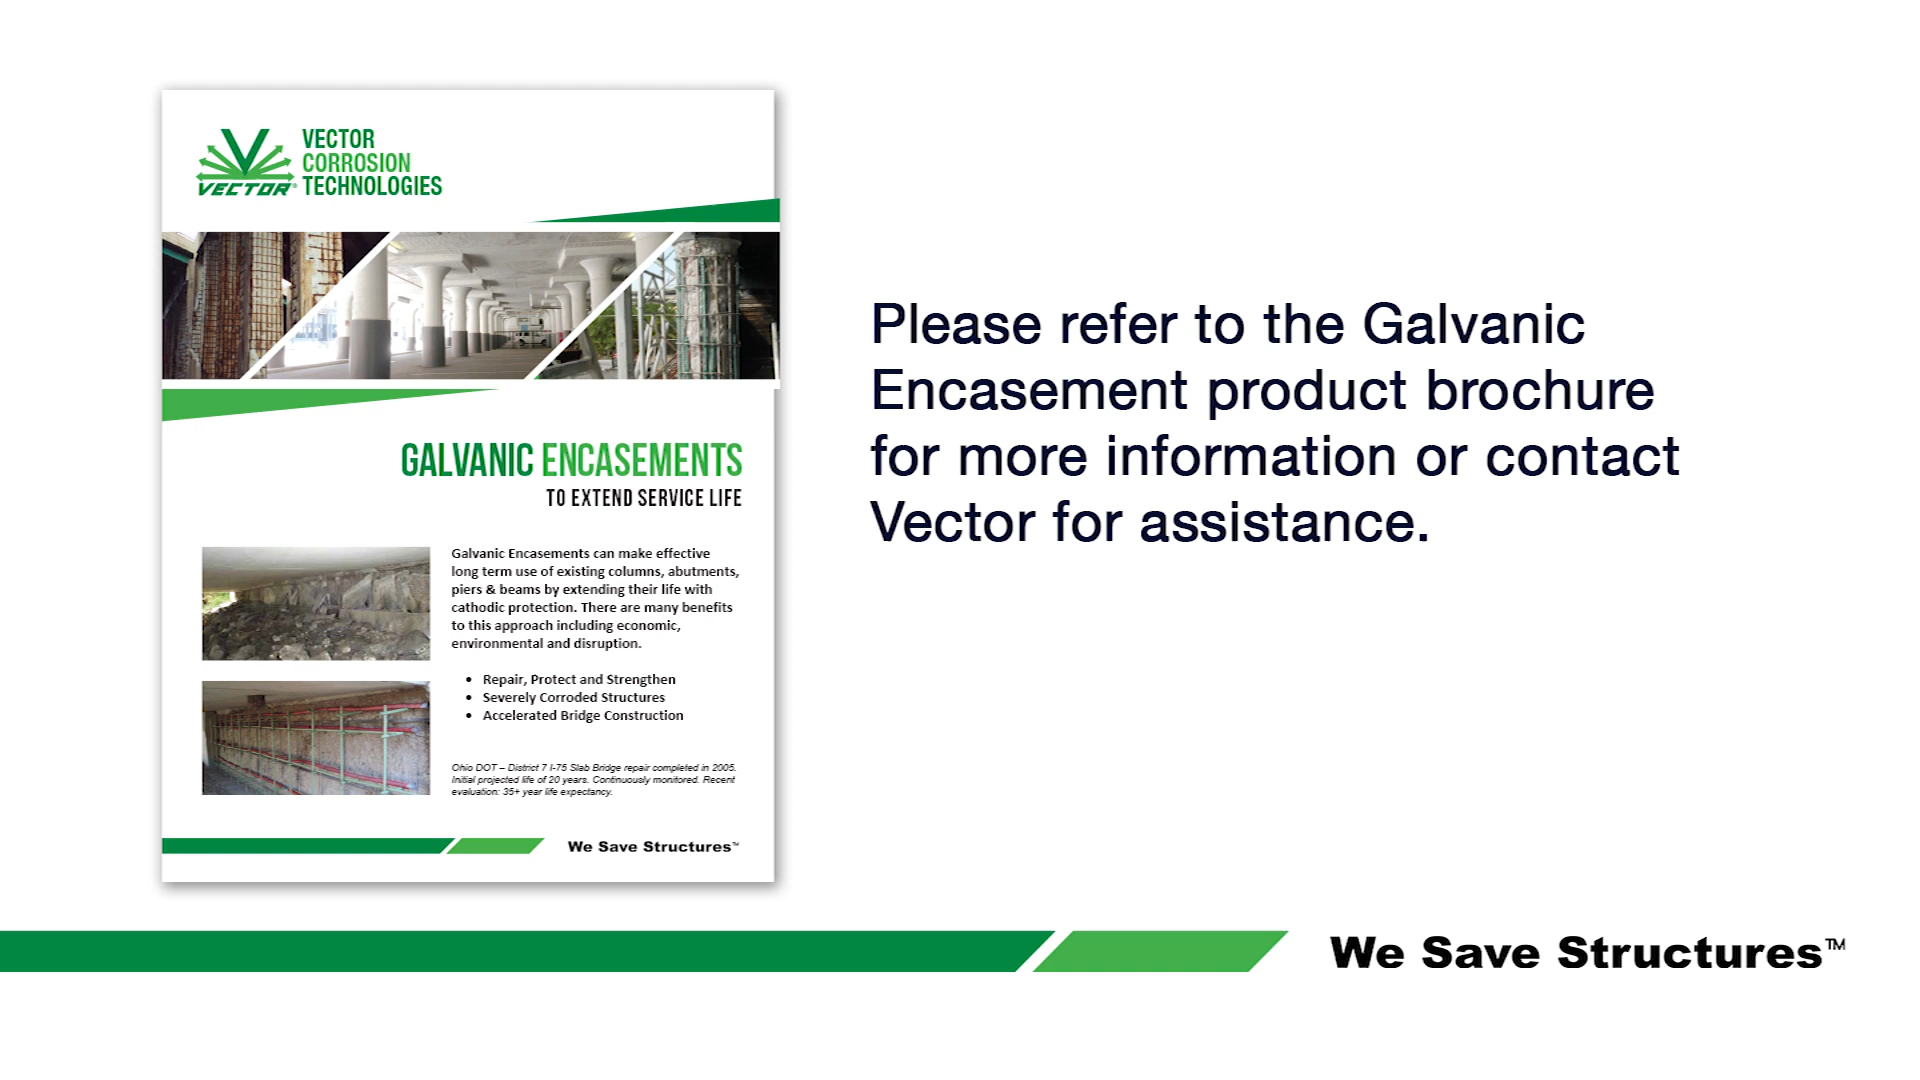 VECTOR
CORROSION
TECHNOLOGIES
VECTOR®
GALVANIC ENCASEMENTS
TO EXTEND SERVICE LIFE
Galvanic Encasements can make effective
long term use of existing columns, abutments,
piers & beams by extending their life with
cathodic protection. There are many benefits
to this approach including economic,
environmental and disruption.
• Repair, Protect and Strengthen
• Severely Corroded Structures
• Accelerated Bridge Construction
Ohio DOT – District 7 I-75 Slab Bridge repair completed in 2005.
Initial projected life of 20 years. Continuously monitored. Recent
evaluation: 35+ year life expectancy.
We Save Structures™
Please refer to the Galvanic
Encasement product brochure
for more information or contact
Vector for assistance.
We Save Structures™